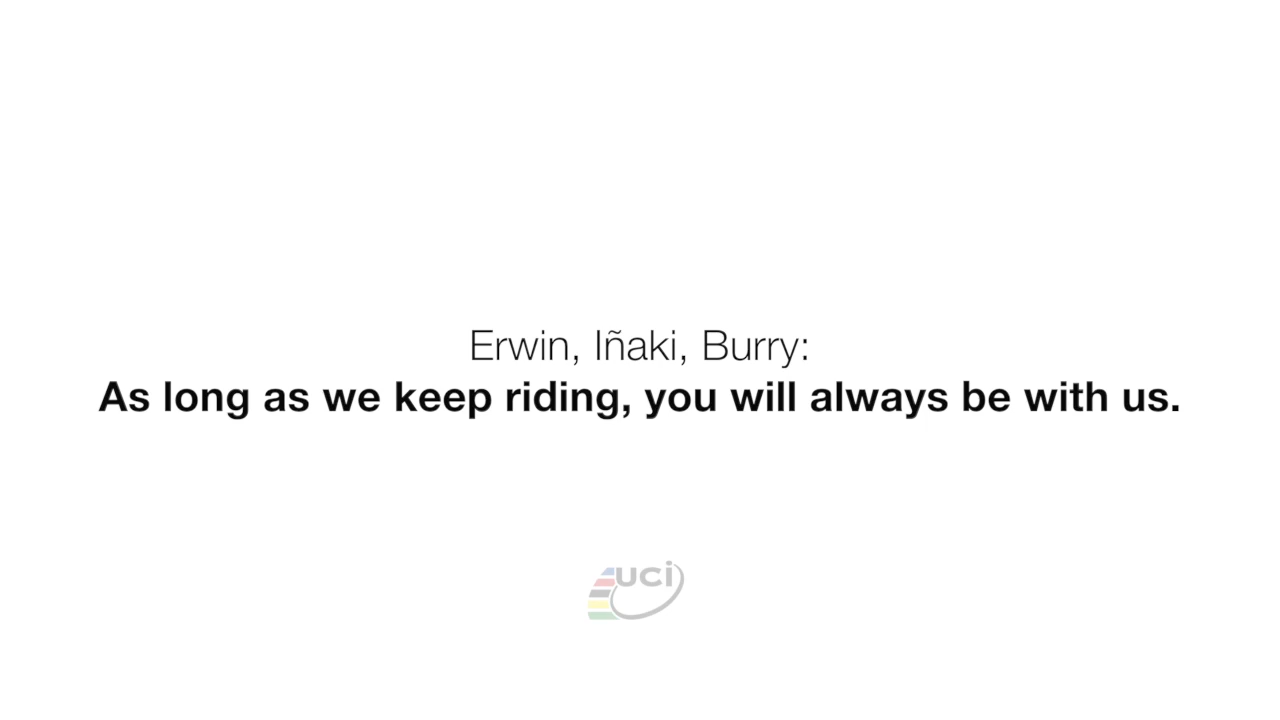 Erwin, Iñaki, Burry:
As long as we keep riding, you will always be with us.
uci